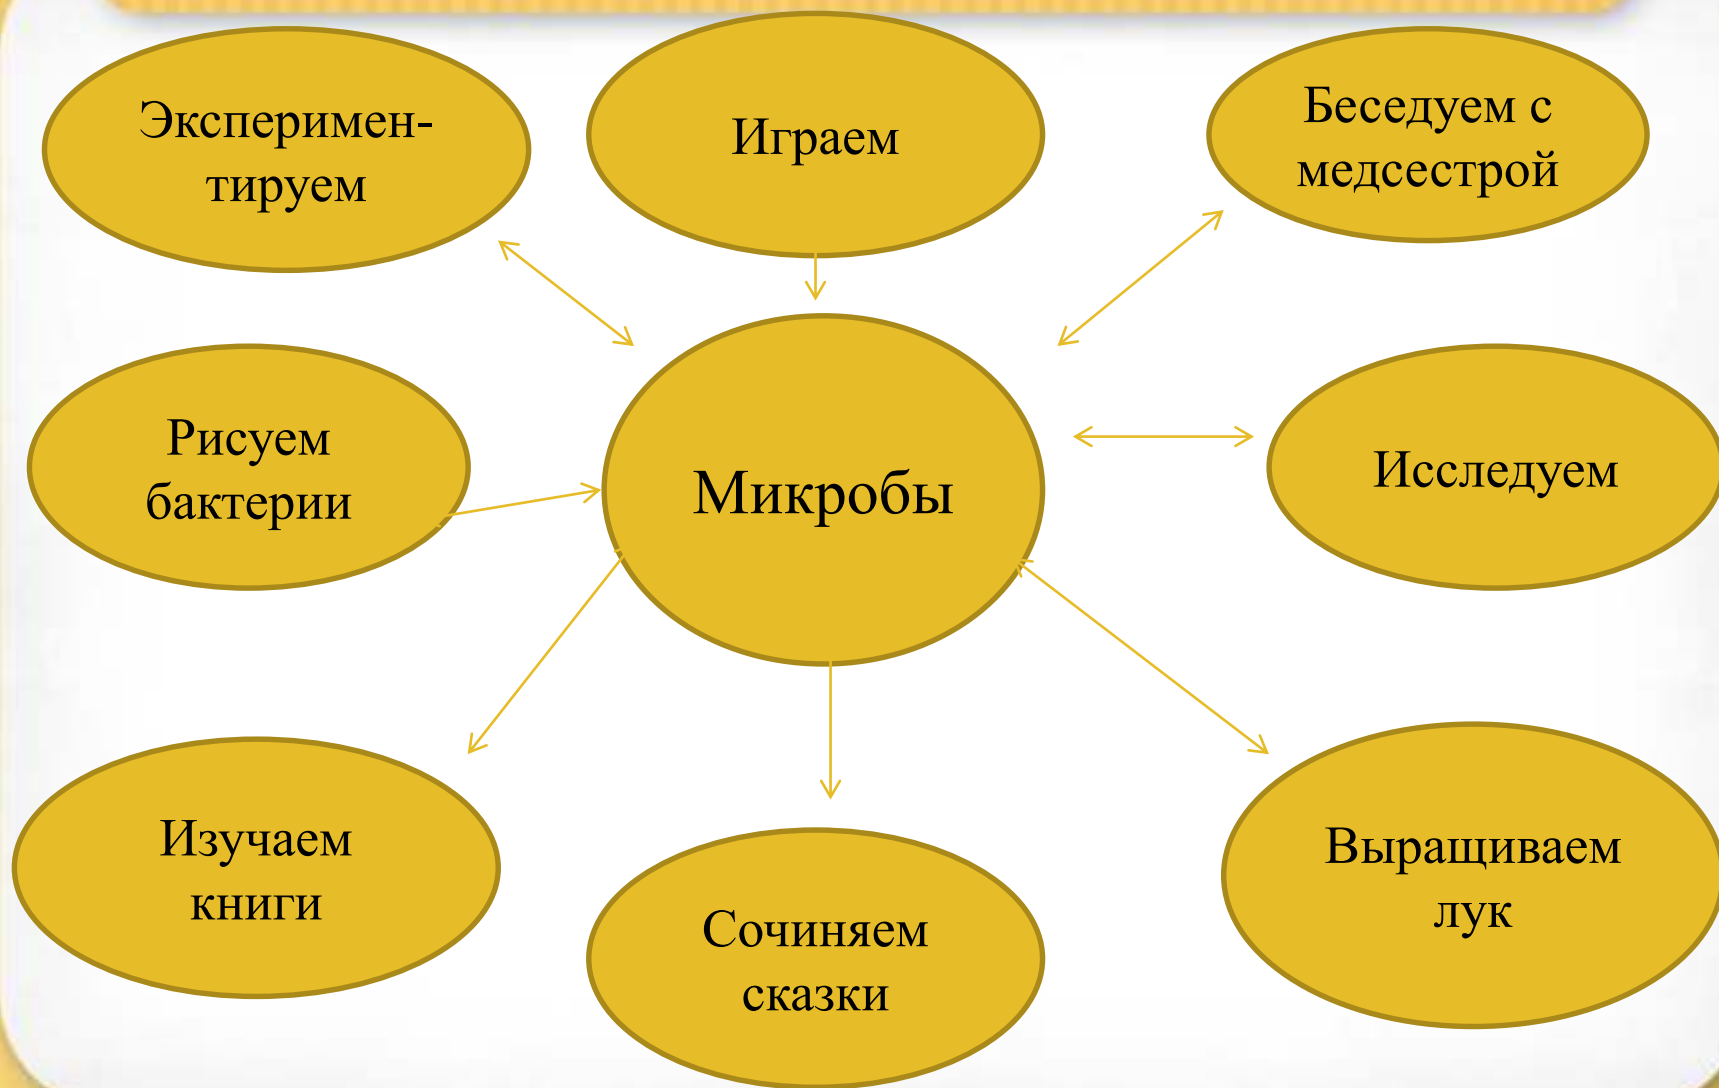 Эксперимен-
тируем
Играем
Беседуем с
медсестрой
Рисуем
бактерии
Микробы
Исследуем
Изучаем
книги
Сочиняем
сказки
Выращиваем
лук